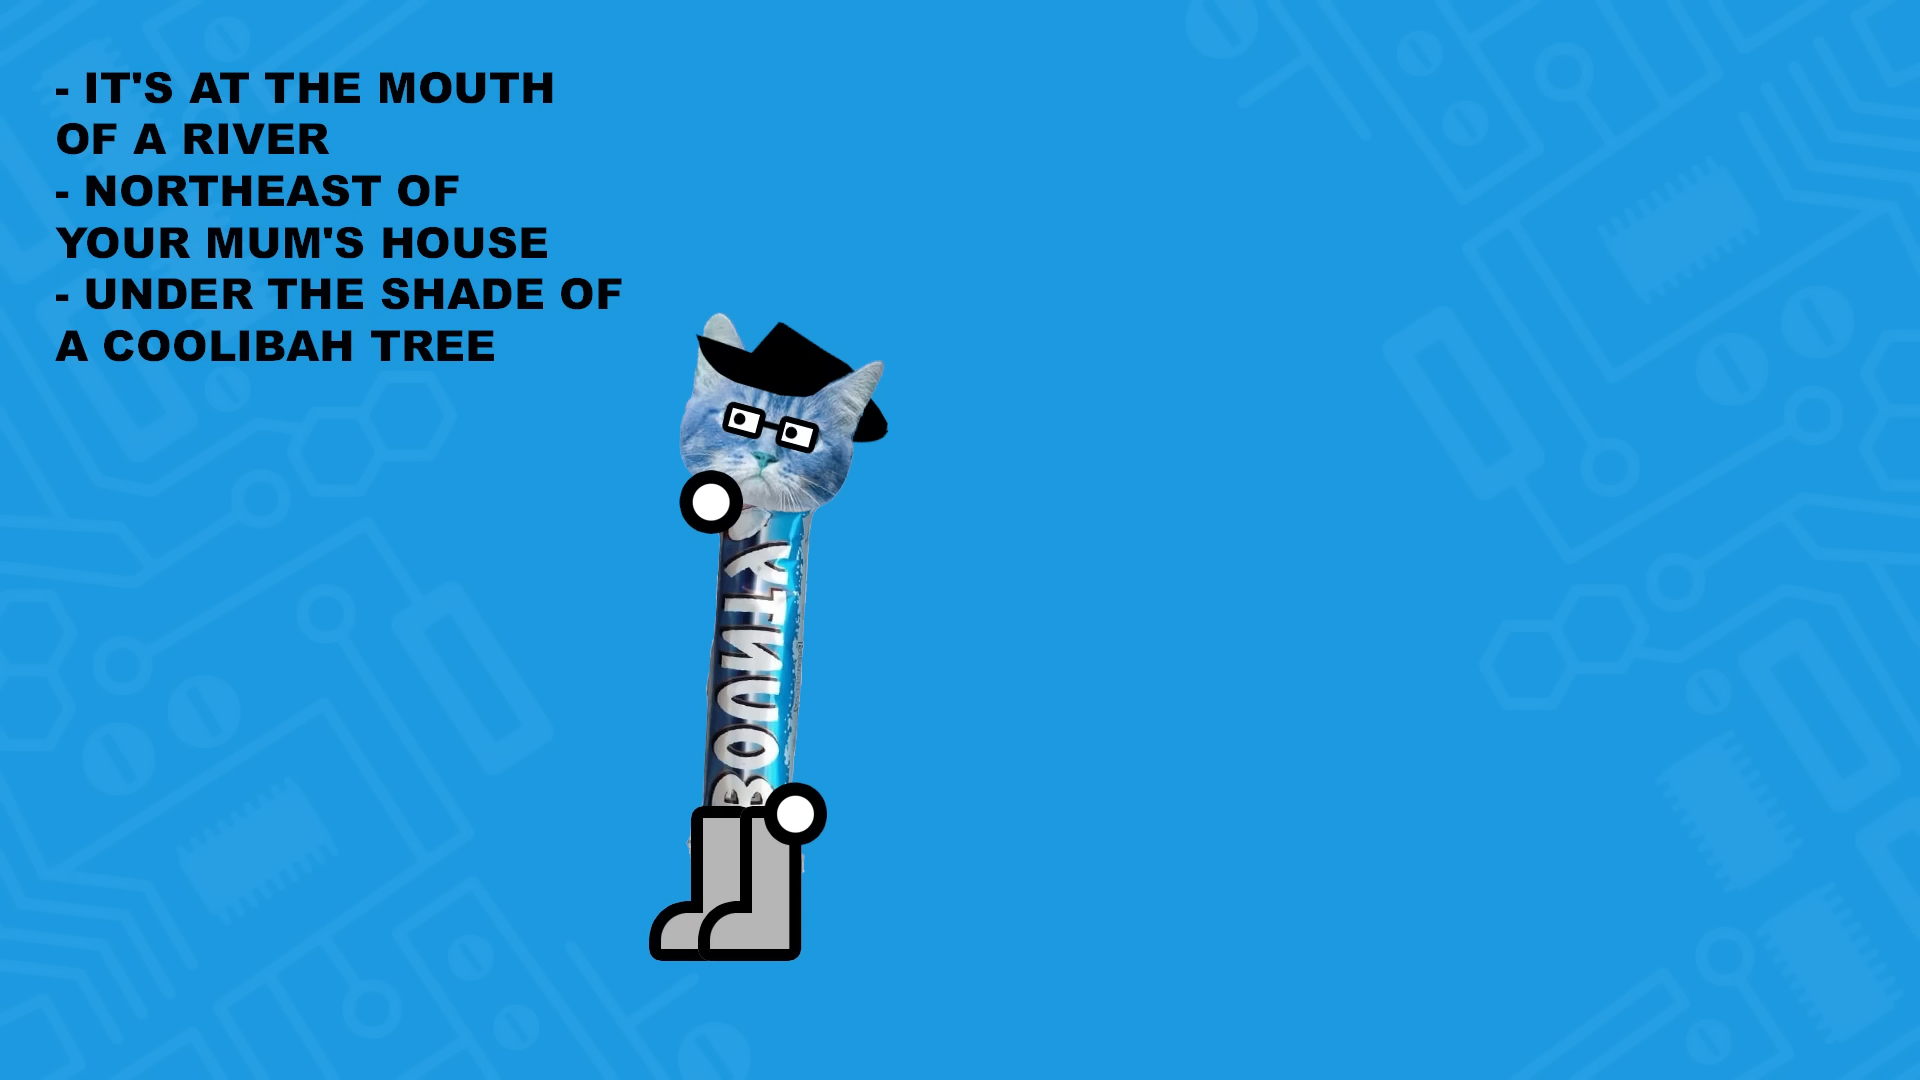 - IT'S AT THE MOUTH
OF A RIVER
- NORTHEAST OF
YOUR MUM'S HOUSE
- UNDER THE SHADE OF
A COOLIBAH TREE
BOUNTY